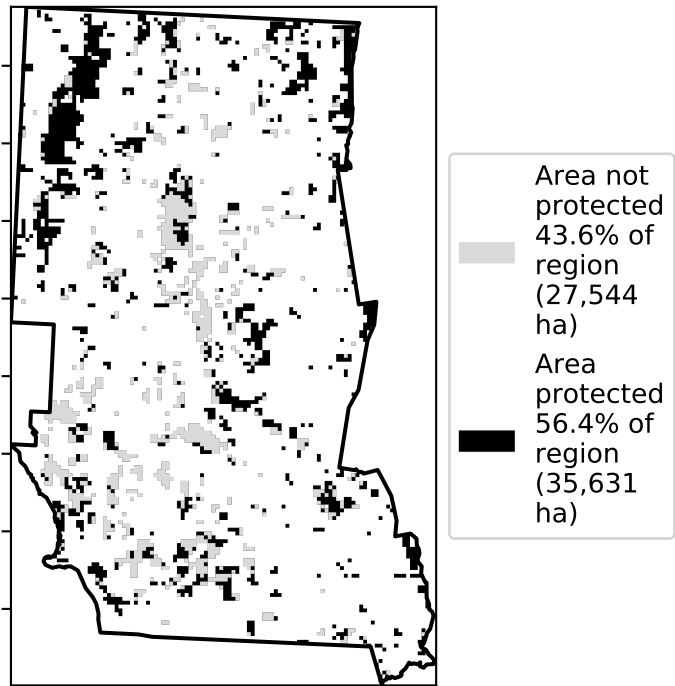 Area not
protected
43.6% of
region
(27,544
ha)
Area
protected
56.4% of
region
(35,631
ha)